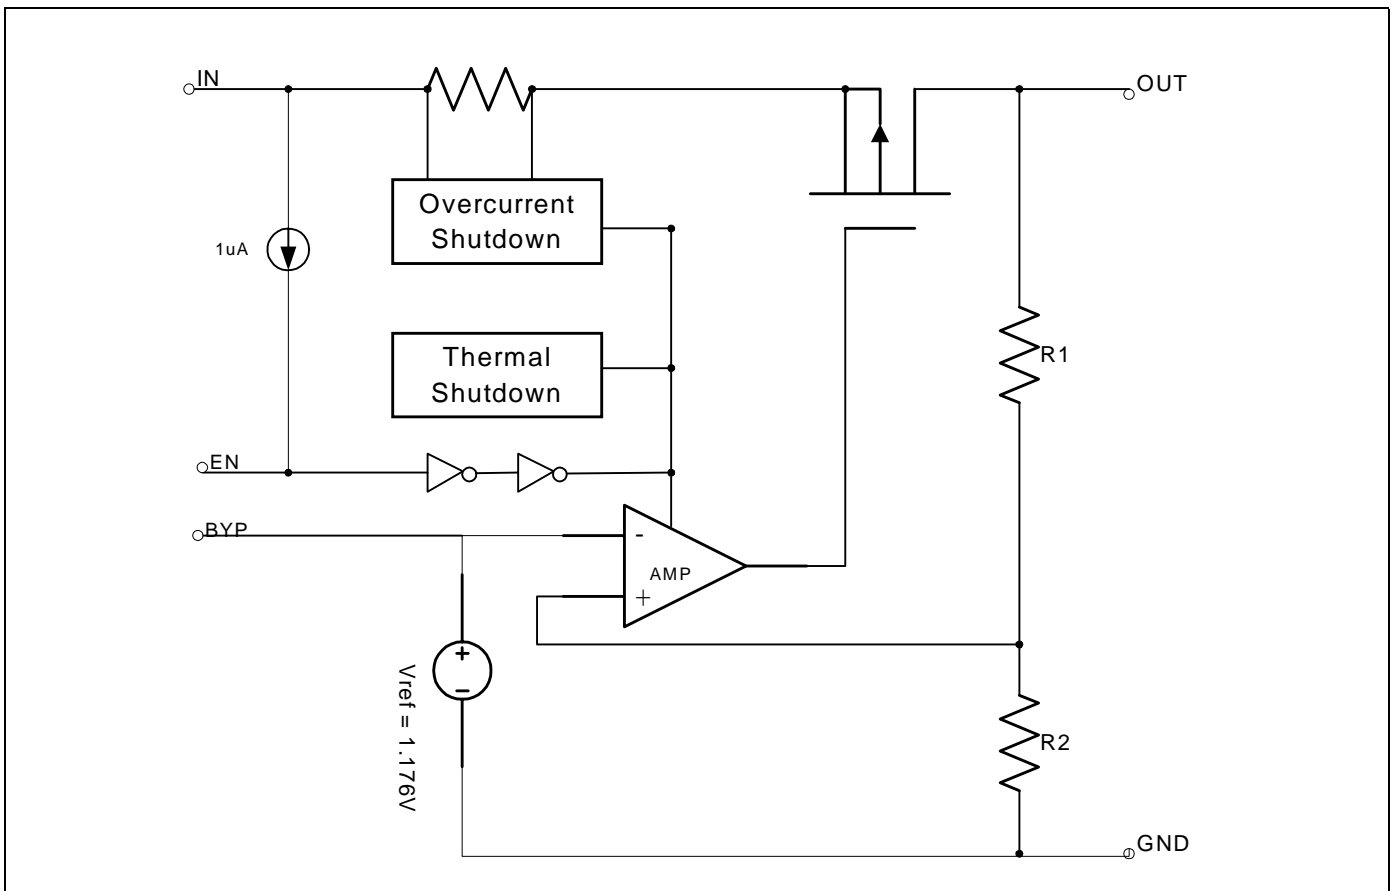 IN
OUT
Overcurrent
Shutdown
1uA
Thermal
Shutdown
R1
EN
BYP
-
AMP
+
+
-
Vref = 1.176V
R2
GND